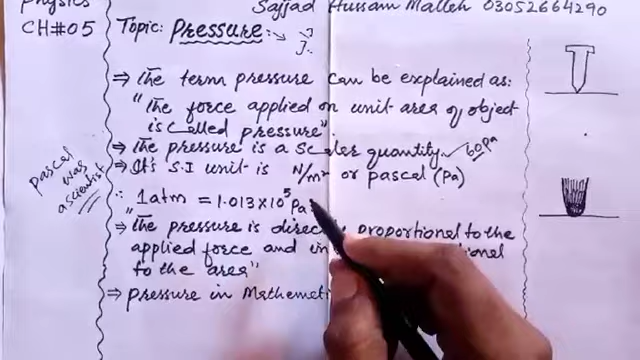 Physics
Sajjad Hussain Malleh 03052664290
CH#05
Topic: Pressure:→
⇒ The term pressure can be explained as:
"The force applied on unit area of object
is called pressure".
⇒ The pressure is a Scaler quantity. 60Pa
⇒ It's S.I unit is N/m² or pascal (Pa)
pascal
was
a scientist
∴ 1atm = 1.013×10⁵ Pa
"The pressure is proportional to the
applied force and
to the area"
⇒ pressure in